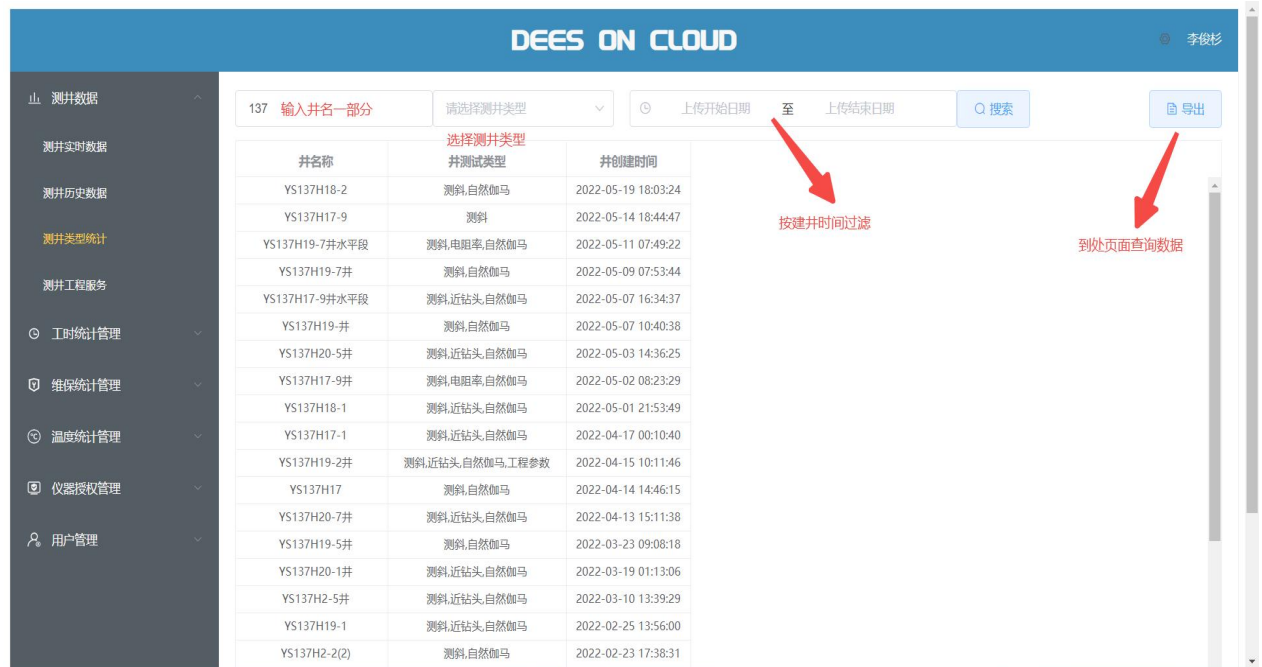 DEES ON CLOUD
李俊杉
测井数据
测井实时数据
测井历史数据
测井类型统计
测井工程服务
工时统计管理
维保统计管理
温度统计管理
仪器授权管理
用户管理
137 输入井名一部分 请选择测井类型 上传开始日期 至 上传结束日期 搜索 导出
选择测井类型
井名称 井测试类型 井创建时间
YS137H18-2 测斜,自然伽马 2022-05-19 18:03:24
YS137H17-9 测斜 2022-05-14 18:44:47
按建井时间过滤
YS137H19-7井水平段 测斜,电阻率,自然伽马 2022-05-11 07:49:22
到处页面查询数据
YS137H19-7井 测斜,自然伽马 2022-05-09 07:53:44
YS137H17-9井水平段 测斜,近钻头,自然伽马 2022-05-07 16:34:37
YS137H19-井 测斜,自然伽马 2022-05-07 10:40:38
YS137H20-5井 测斜,近钻头,自然伽马 2022-05-03 14:36:25
YS137H17-9井 测斜,电阻率,自然伽马 2022-05-02 08:23:29
YS137H18-1 测斜,近钻头,自然伽马 2022-05-01 21:53:49
YS137H17-1 测斜,近钻头,自然伽马 2022-04-17 00:10:40
YS137H19-2井 测斜,近钻头,自然伽马,工程参数 2022-04-15 10:11:46
YS137H17 测斜,自然伽马 2022-04-14 14:46:15
YS137H20-7井 测斜,近钻头,自然伽马 2022-04-13 15:11:38
YS137H19-5井 测斜,自然伽马 2022-03-23 09:08:18
YS137H20-1井 测斜,近钻头,自然伽马 2022-03-19 01:13:06
YS137H2-5井 测斜,近钻头,自然伽马 2022-03-10 13:39:29
YS137H19-1 测斜,近钻头,自然伽马 2022-02-25 13:56:00
YS137H2-2(2) 测斜,自然伽马 2022-02-23 17:38:31